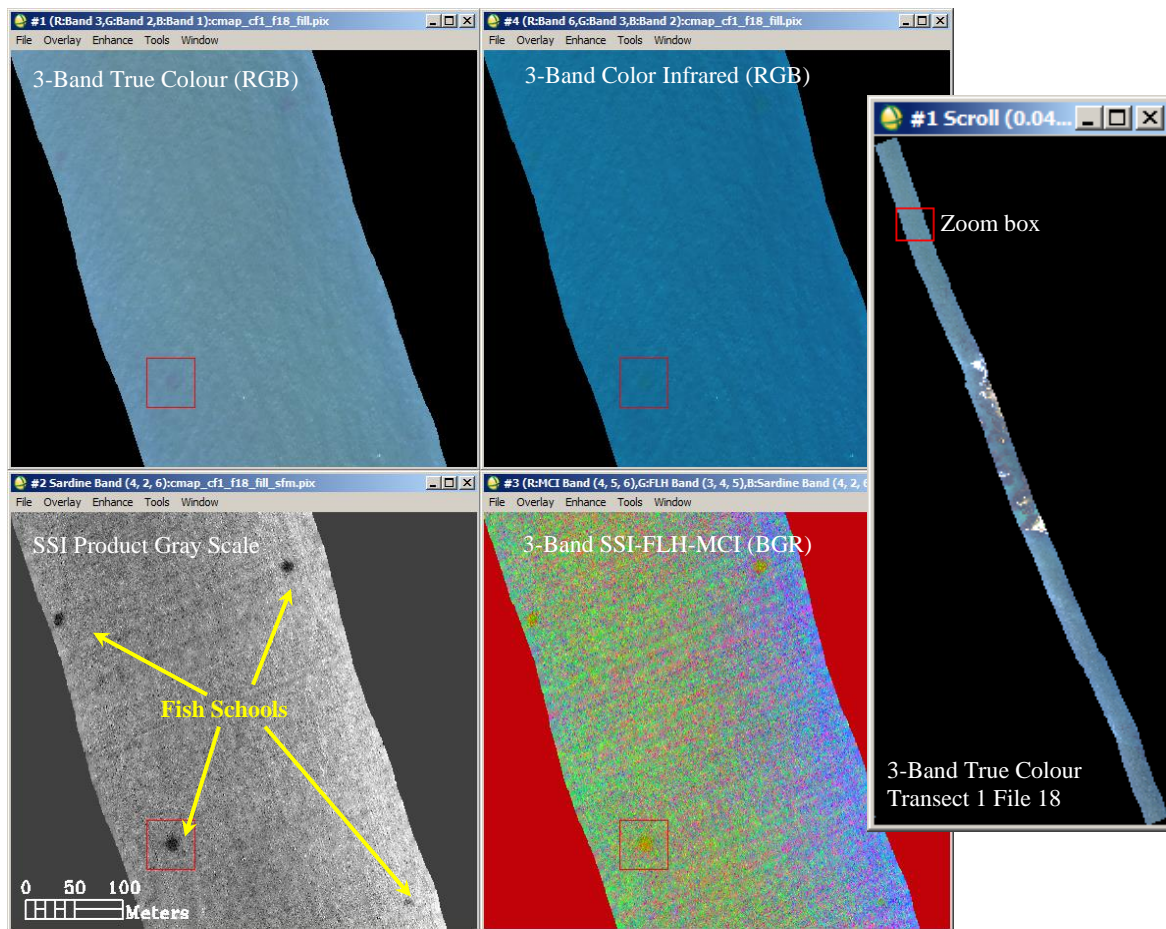 #1 (R:Band 3,G:Band 2,B:Band 1):cmap_cf1_f18_fill.pix
File Overlay Enhance Tools Window
3-Band True Colour (RGB)
#4 (R:Band 6,G:Band 3,B:Band 2):cmap_cf1_f18_fill.pix
File Overlay Enhance Tools Window
3-Band Color Infrared (RGB)
#1 Scroll (0.04...
Zoom box
3-Band True Colour
Transect 1 File 18
#2 Sardine Band (4, 2, 6):cmap_cf1_f18_fill_sfm.pix
File Overlay Enhance Tools Window
SSI Product Gray Scale
Fish Schools
0 50 100
Meters
#3 (R:MCI Band (4, 5, 6),G:FLH Band (3, 4, 5),B:Sardine Band (4, 2, 6
File Overlay Enhance Tools Window
3-Band SSI-FLH-MCI (BGR)